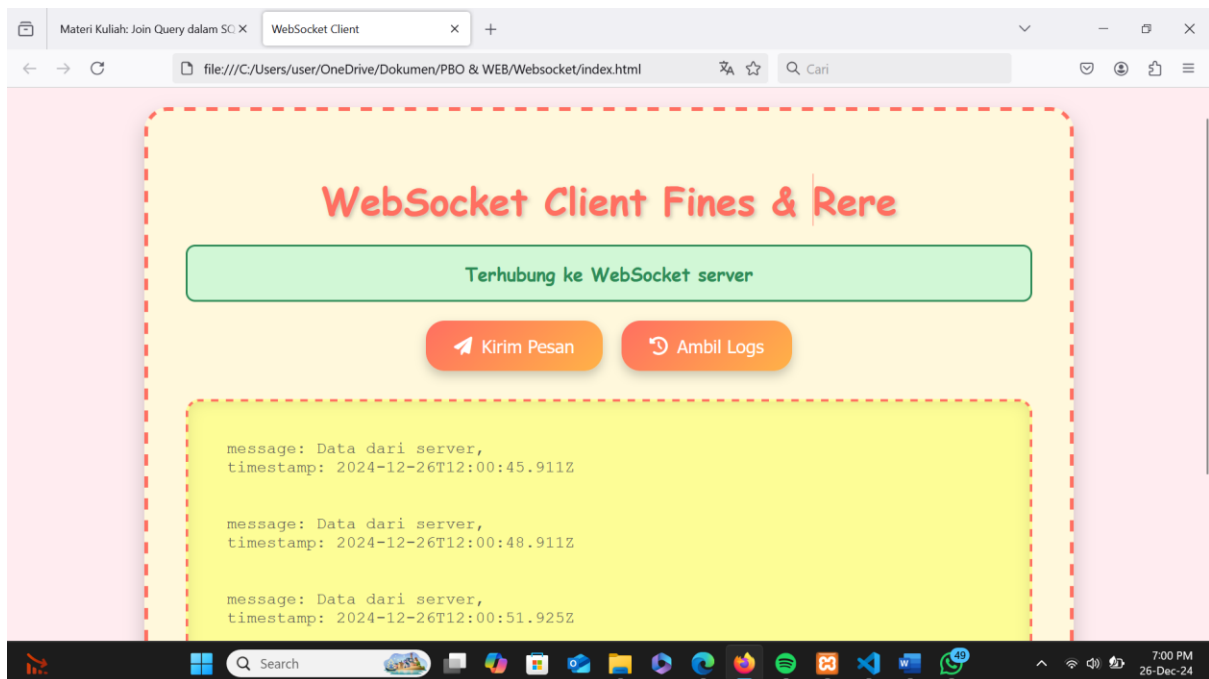 Materi Kuliah: Join Query dalam SQ
WebSocket Client
file:///C:/Users/user/OneDrive/Dokumen/PBO & WEB/Websocket/index.html
Cari
WebSocket Client Fines & Rere
Terhubung ke WebSocket server
Kirim Pesan
Ambil Logs
message: Data dari server,
timestamp: 2024-12-26T12:00:45.911Z
message: Data dari server,
timestamp: 2024-12-26T12:00:48.911Z
message: Data dari server,
timestamp: 2024-12-26T12:00:51.925Z
Search
49
7:00 PM
26-Dec-24